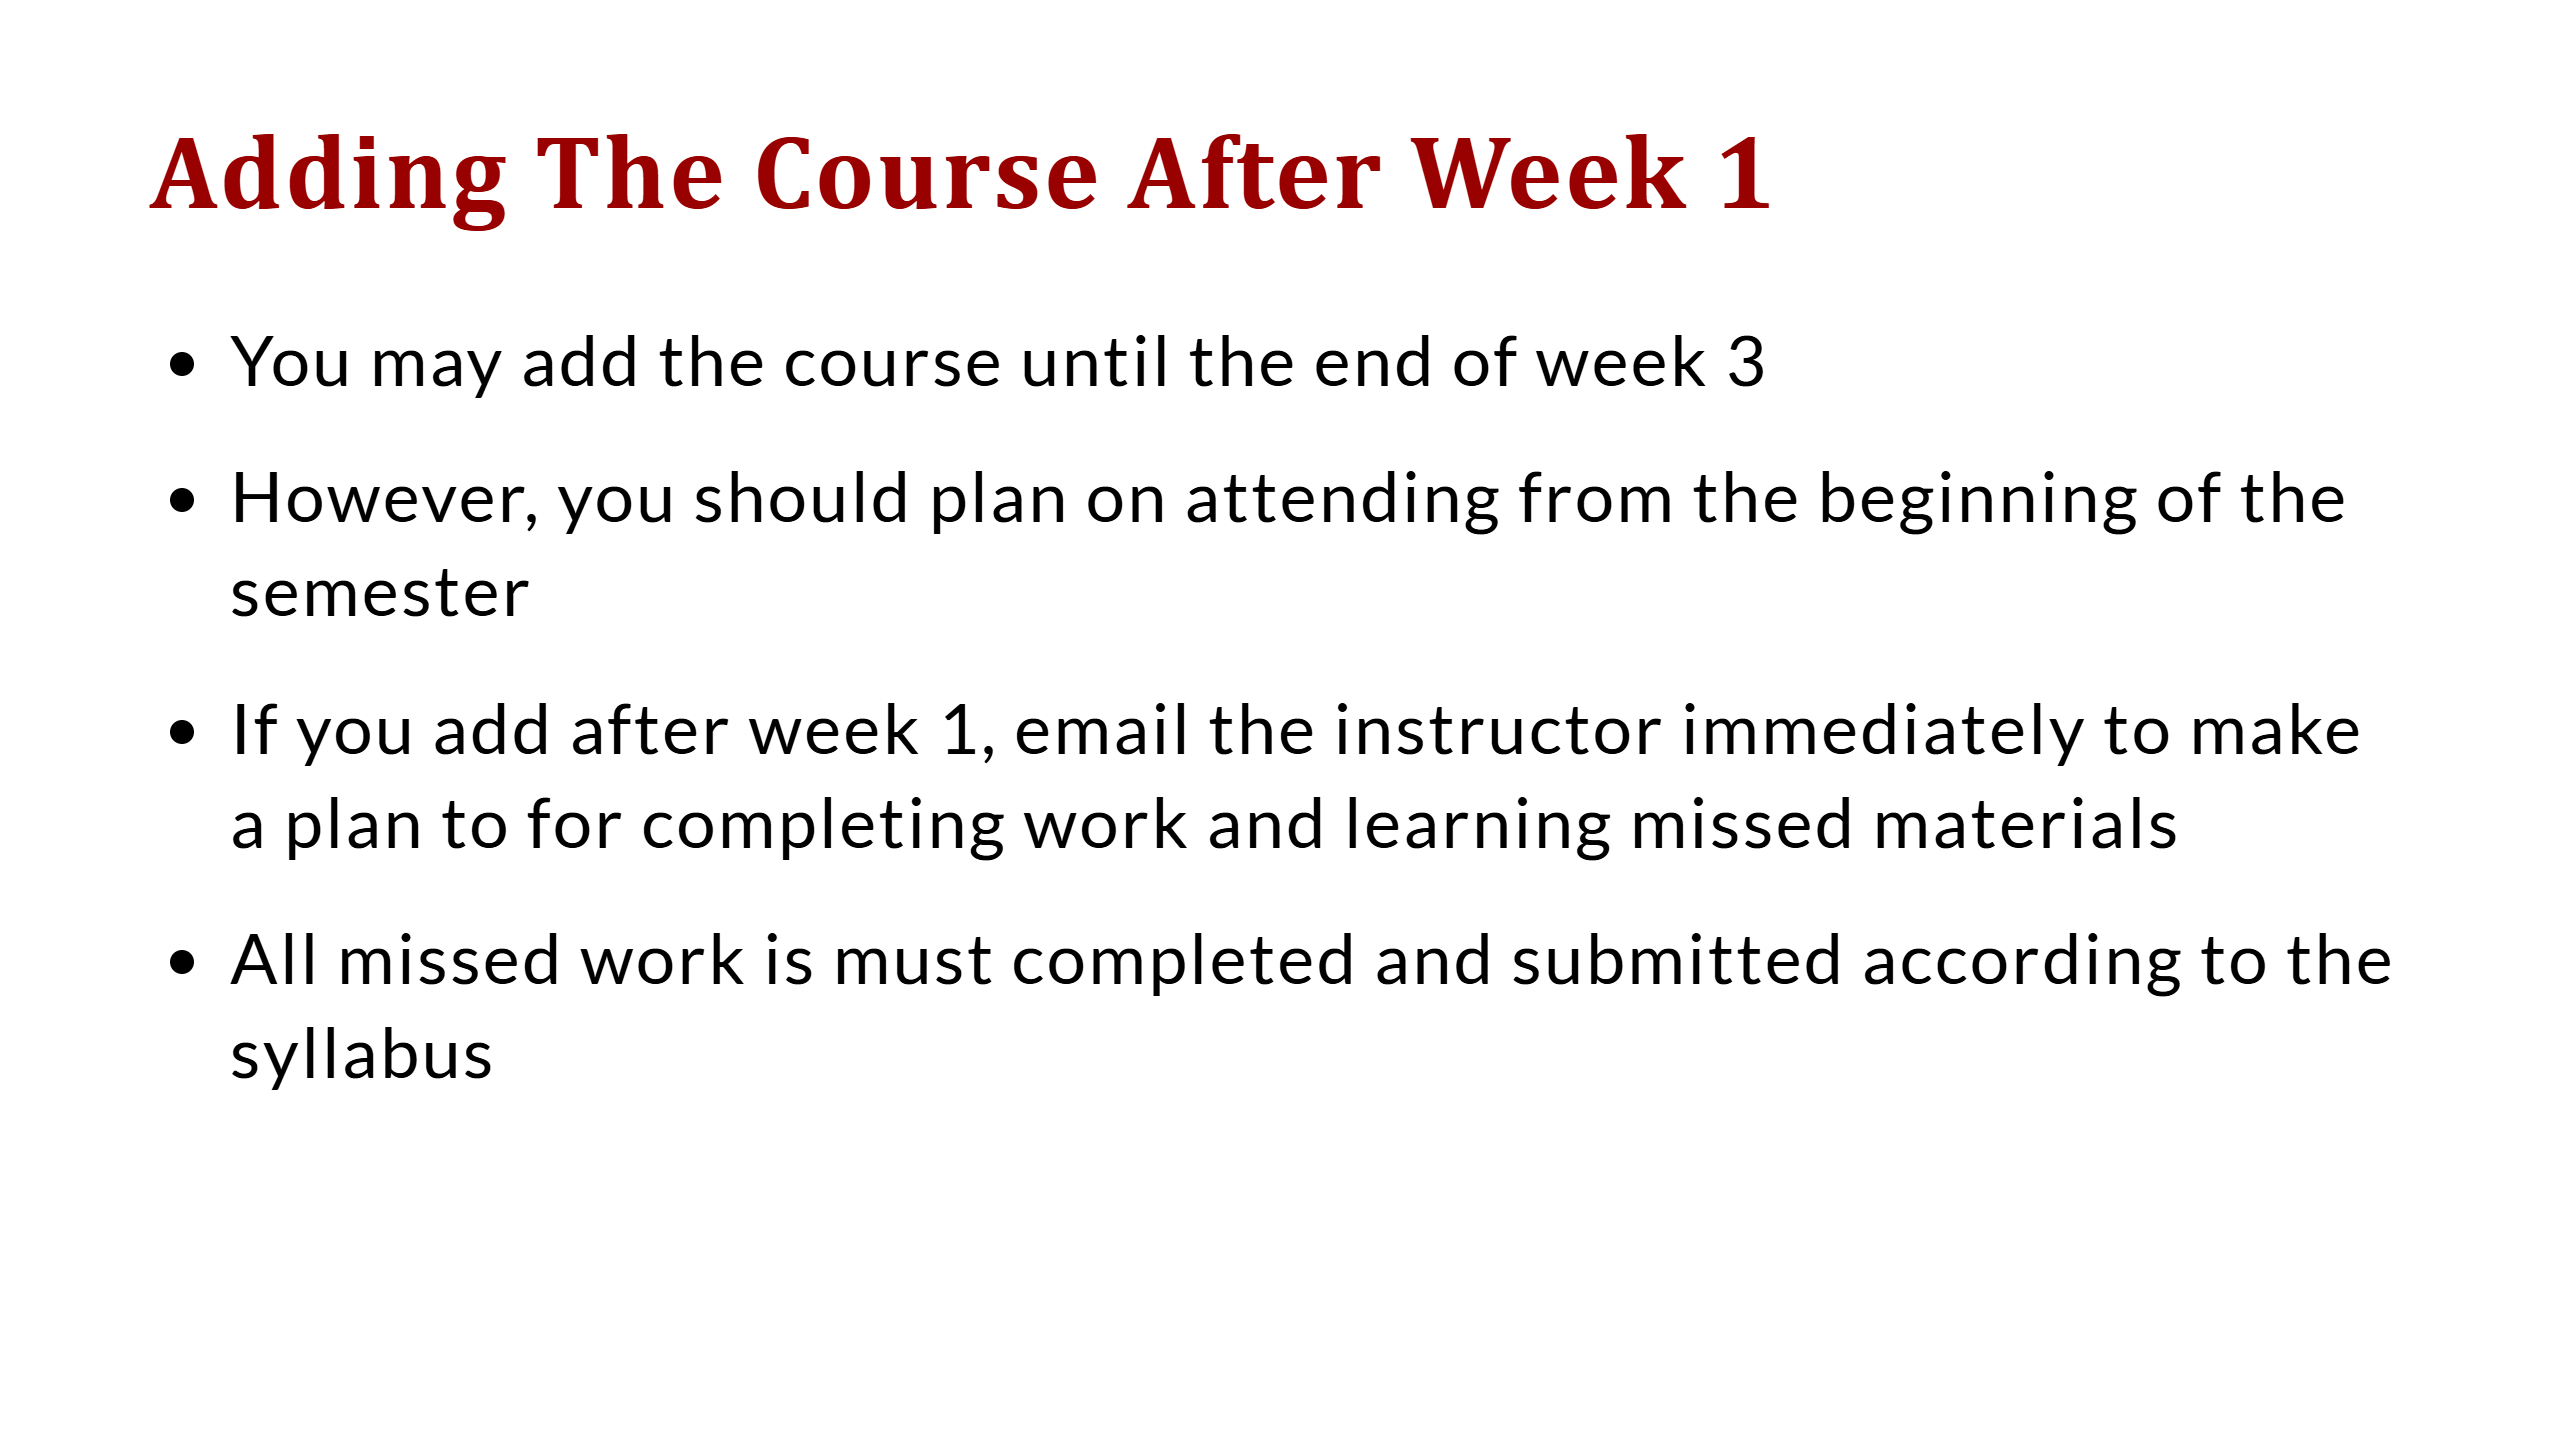 Adding The Course After Week 1
• You may add the course until the end of week 3
• However, you should plan on attending from the beginning of the
semester
• If you add after week 1, email the instructor immediately to make
a plan to for completing work and learning missed materials
• All missed work is must completed and submitted according to the
syllabus